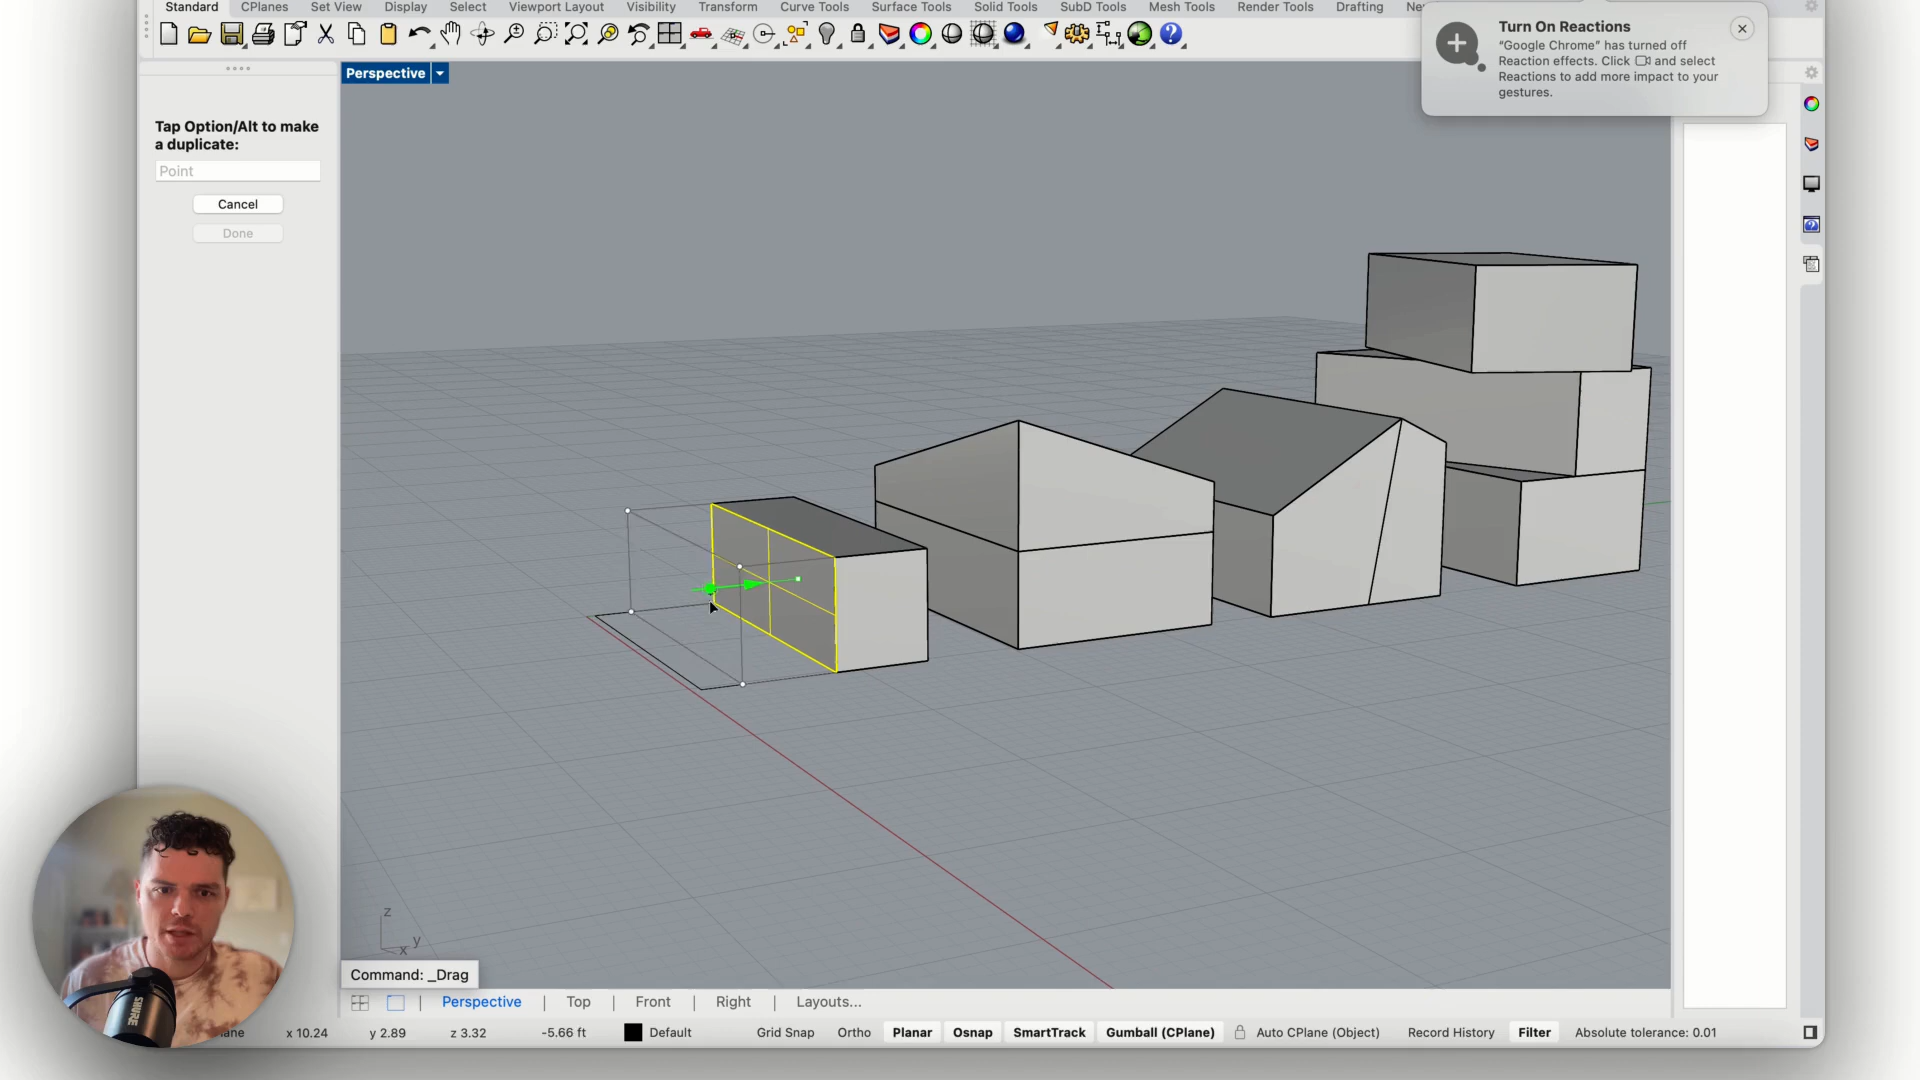 Standard CPlanes Set View Display Select Viewport Layout Visibility Transform Curve Tools Surface Tools Solid Tools SubD Tools Mesh Tools Render Tools Drafting
Turn On Reactions
“Google Chrome” has turned off
Reaction effects. Click and select
Reactions to add more impact to your
gestures.
Perspective
Tap Option/Alt to make
a duplicate:
Point
Cancel
Done
z
y
x
SHURE
Command: _Drag
Perspective | Top | Front | Right | Layouts...
x 10.24 y 2.89 z 3.32 -5.66 ft Default Grid Snap Ortho Planar Osnap SmartTrack Gumball (CPlane) Auto CPlane (Object) Record History Filter Absolute tolerance: 0.01